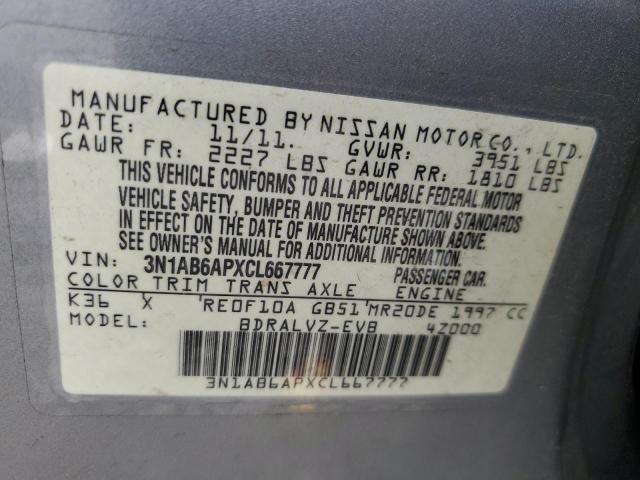 MANUFACTURED BY NISSAN MOTOR CO., LTD.
DATE: 11/11. GVWR: 3951 LBS
GAWR FR: 2227 LBS GAWR RR: 1810 LBS
THIS VEHICLE CONFORMS TO ALL APPLICABLE FEDERAL MOTOR
VEHICLE SAFETY, BUMPER AND THEFT PREVENTION STANDARDS
IN EFFECT ON THE DATE OF MANUFACTURE SHOWN ABOVE.
SEE OWNER'S MANUAL FOR ADDITIONAL INFORMATION.
VIN: 3N1AB6APXCL667777 PASSENGER CAR.
COLOR TRIM TRANS AXLE ENGINE
K36 X 'RE0F10A GB51'MR20DE 1997 CC
MODEL: BDRALVZ-EVB 4Z000
3N1AB6APXCL667777